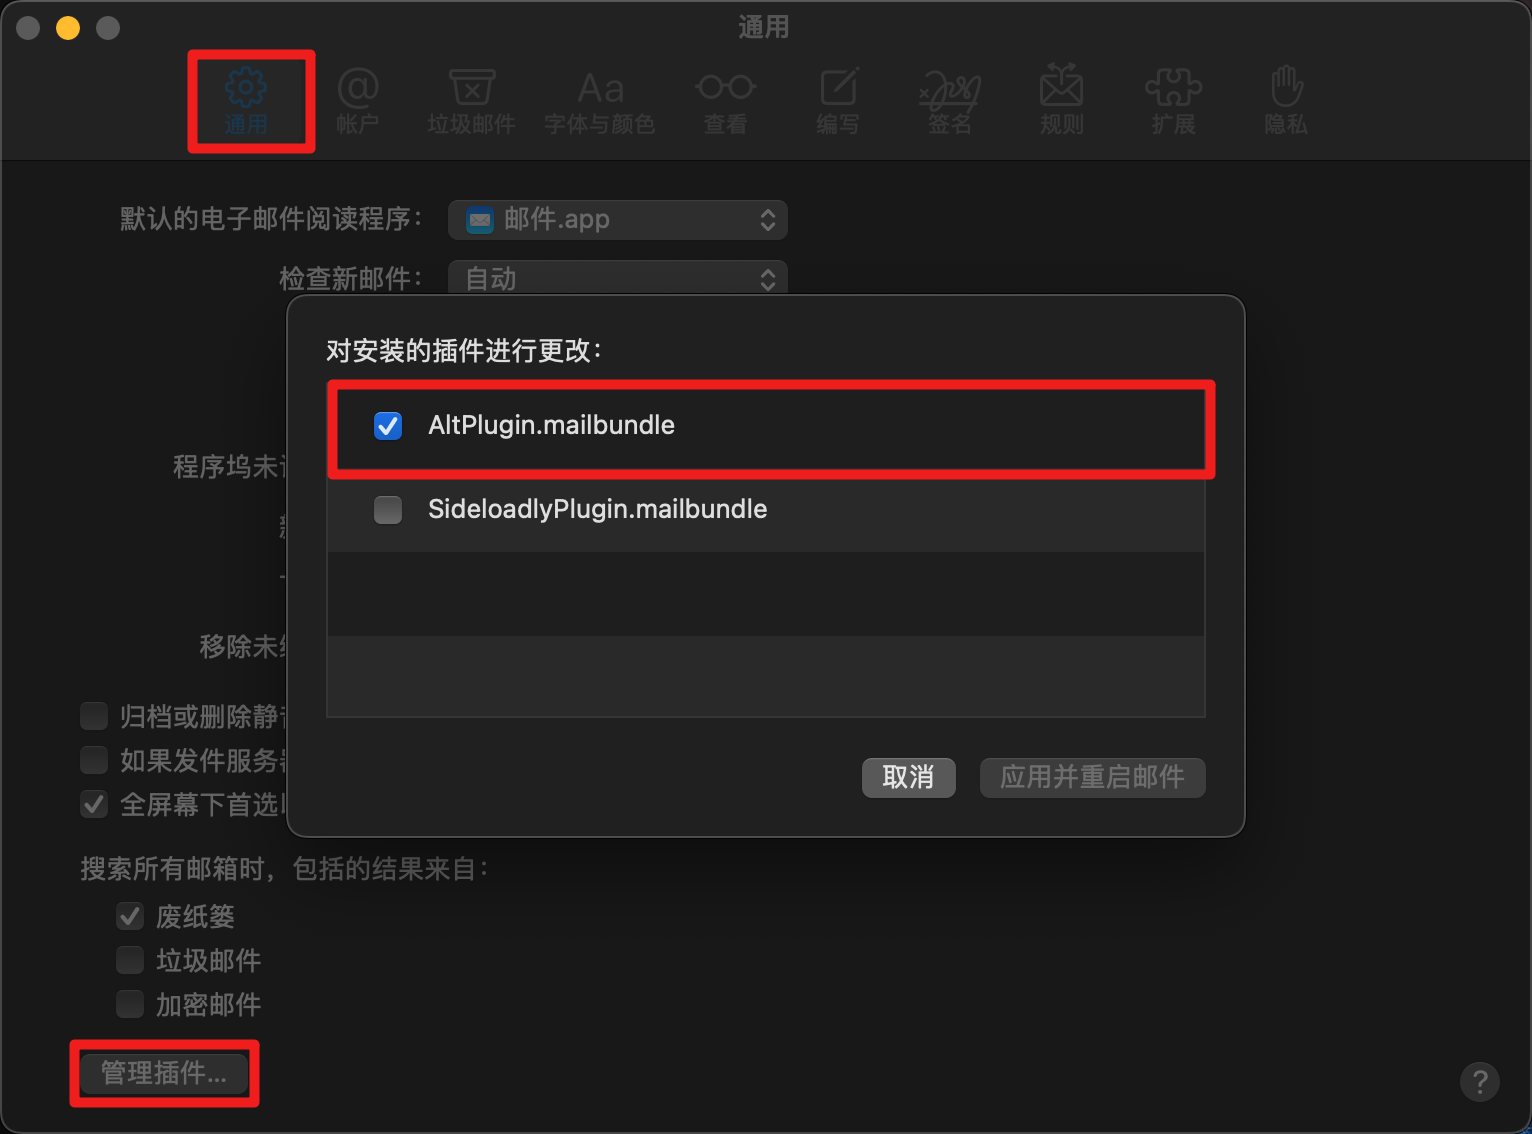 通用
通用
帐户
垃圾邮件
Aa
字体与颜色
查看
编写
签名
规则
扩展
隐私
默认的电子邮件阅读程序：
邮件.app
检查新邮件：
自动
对安装的插件进行更改：
AltPlugin.mailbundle
SideloadlyPlugin.mailbundle
取消
应用并重启邮件
程序坞未
移除未
归档或删除静
如果发件服务
全屏幕下首选
搜索所有邮箱时，包括的结果来自：
废纸篓
垃圾邮件
加密邮件
管理插件...
?